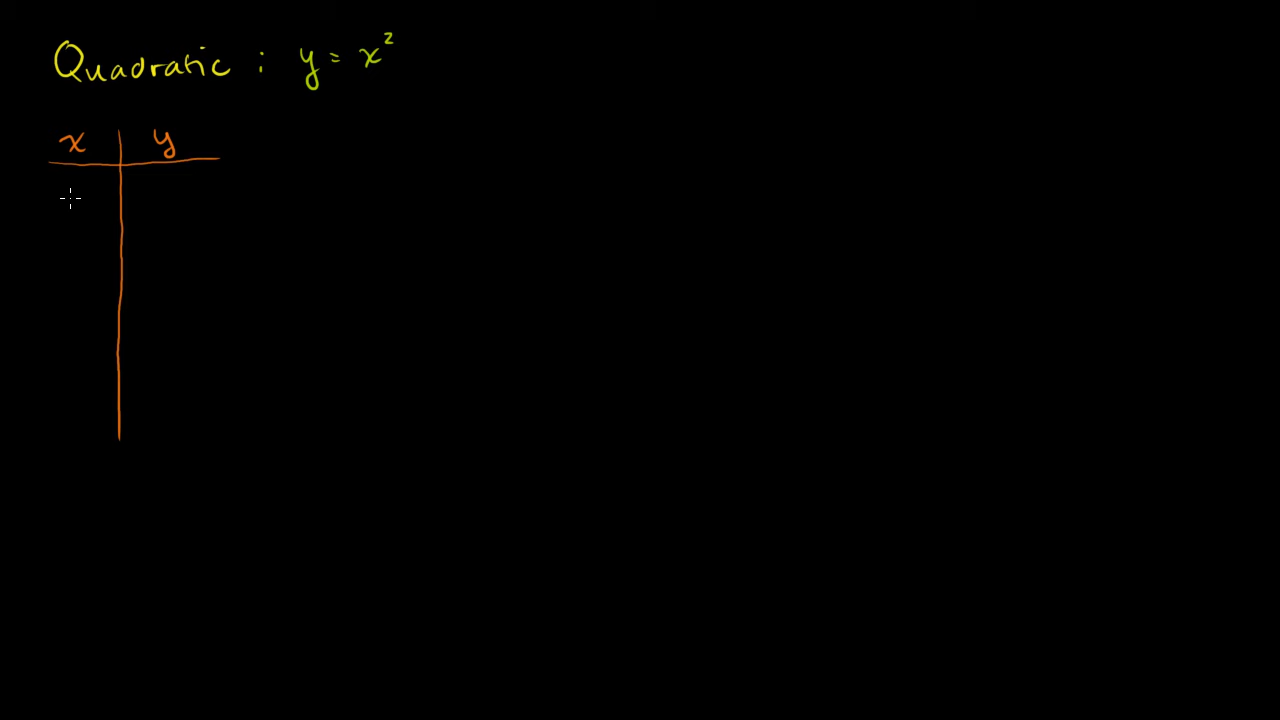 Quadratic : y = x²
x y